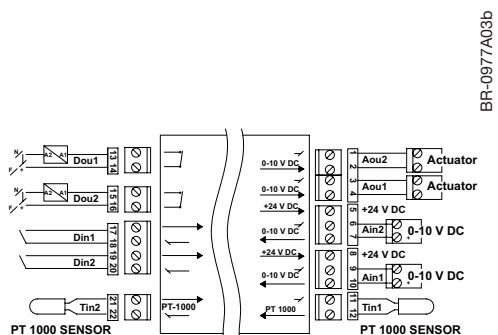 BR-0977A03b
N
F/+
A2 A1
Dou1
13
14
N
F/+
A2 A1
Dou2
15
16
Din1
17
18
Din2
19
20
Tin2
21
22
PT-1000
PT 1000 SENSOR
0-10 V DC
1
2
Aou2
Actuator
0-10 V DC
3
4
Aou1
Actuator
+24 V DC
5
+24 V DC
0-10 V DC
6
7
Ain2
+
0-10 V DC
+24 V DC
8
+24 V DC
0-10 V DC
9
10
Ain1
+
0-10 V DC
PT 1000
11
12
Tin1
PT 1000 SENSOR